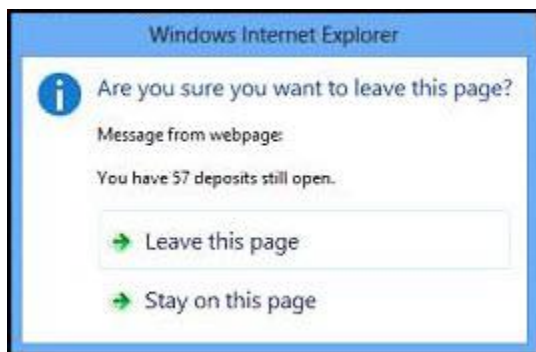 Windows Internet Explorer
Are you sure you want to leave this page?
Message from webpage:
You have 57 deposits still open.
Leave this page
Stay on this page